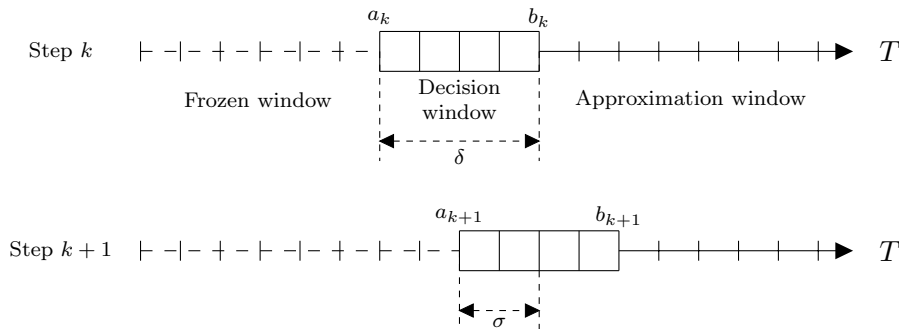 a_k b_k
Step k T
Frozen window Decision window Approximation window
δ
a_{k+1} b_{k+1}
Step k + 1 T
σ